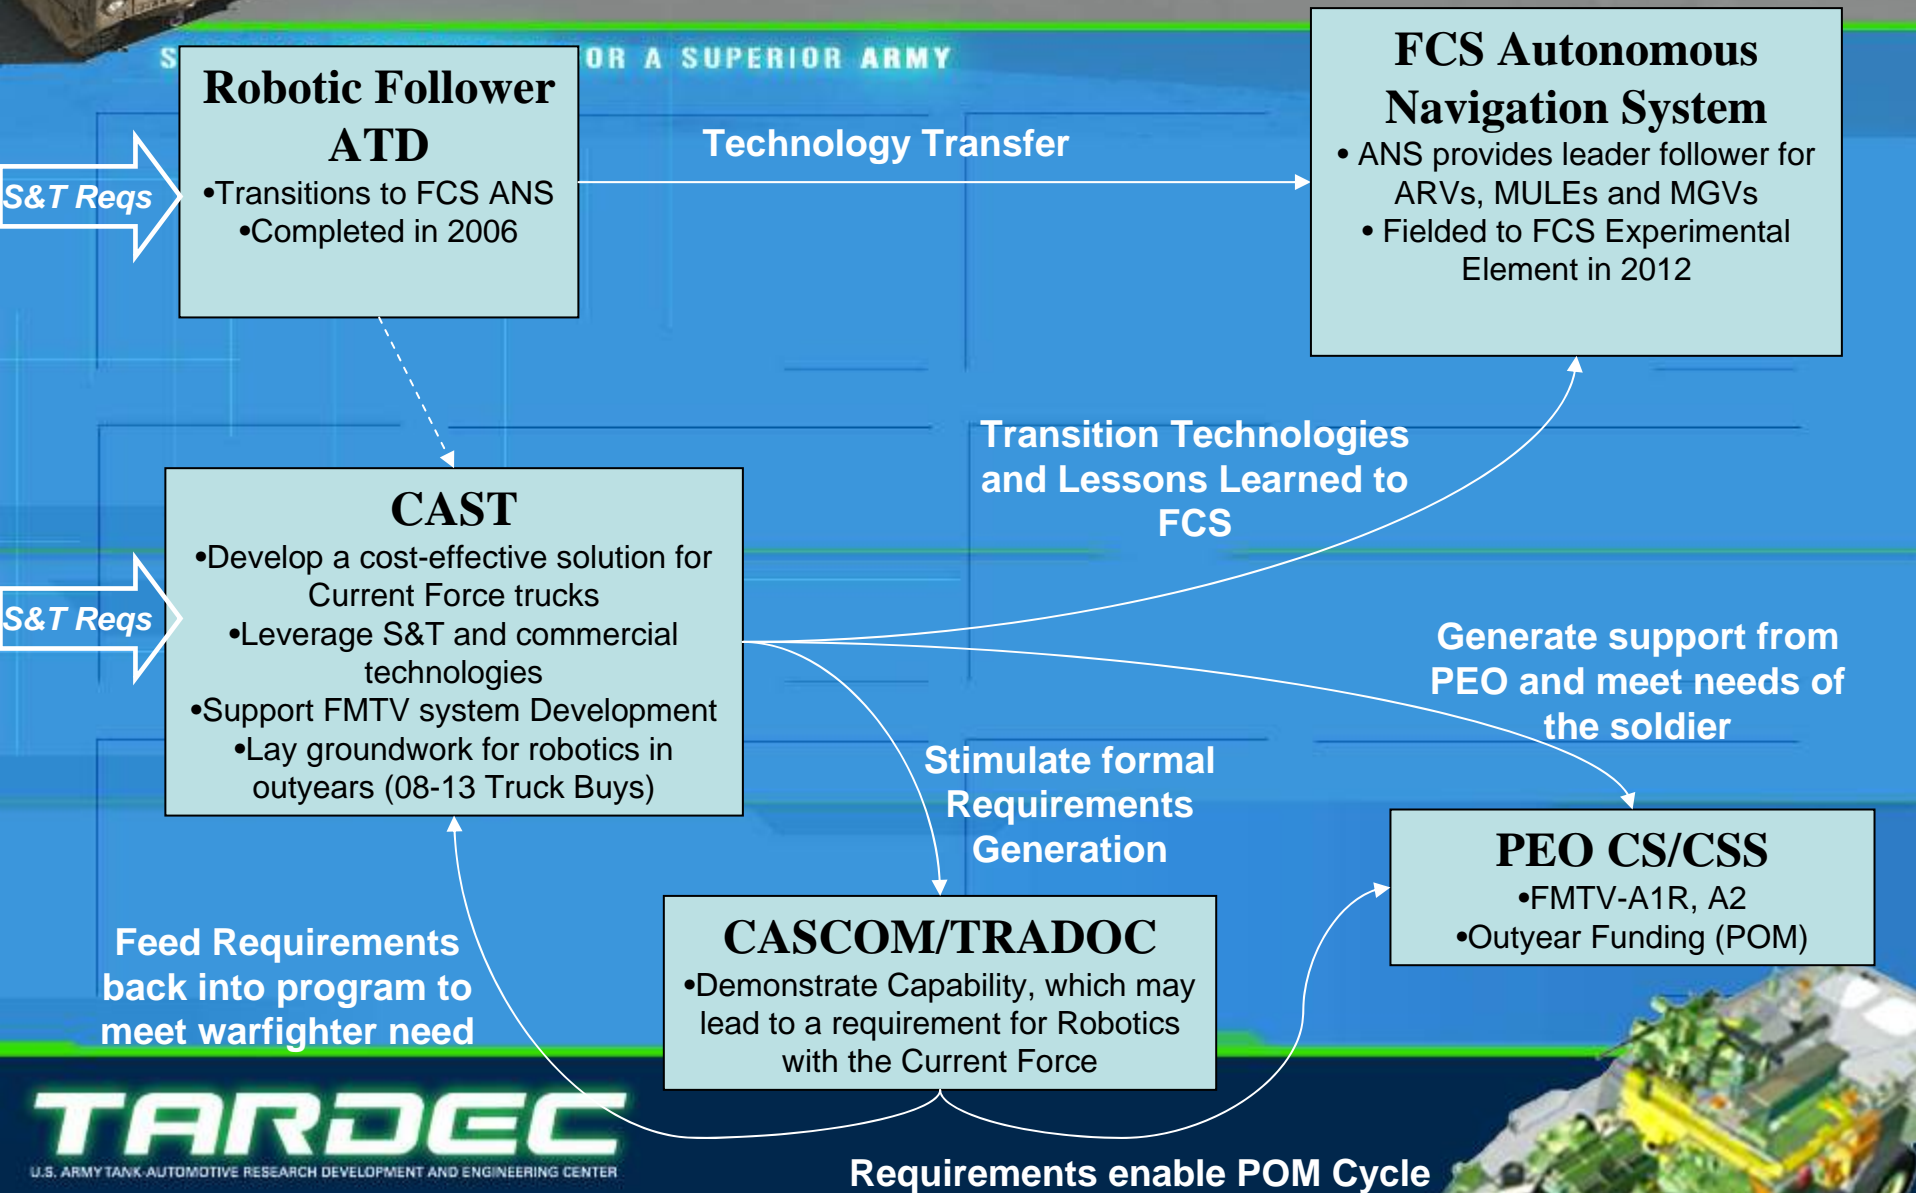 S
OR A SUPERIOR ARMY
Robotic Follower
ATD
•Transitions to FCS ANS
•Completed in 2006
S&T Reqs
Technology Transfer
FCS Autonomous
Navigation System
• ANS provides leader follower for
ARVs, MULEs and MGVs
• Fielded to FCS Experimental
Element in 2012
Transition Technologies
and Lessons Learned to
FCS
CAST
•Develop a cost-effective solution for
Current Force trucks
•Leverage S&T and commercial
technologies
•Support FMTV system Development
•Lay groundwork for robotics in
outyears (08-13 Truck Buys)
S&T Reqs
Generate support from
PEO and meet needs of
the soldier
Stimulate formal
Requirements
Generation
PEO CS/CSS
•FMTV-A1R, A2
•Outyear Funding (POM)
Feed Requirements
back into program to
meet warfighter need
CASCOM/TRADOC
•Demonstrate Capability, which may
lead to a requirement for Robotics
with the Current Force
TARDEC
U.S. ARMY TANK-AUTOMOTIVE RESEARCH DEVELOPMENT AND ENGINEERING CENTER
Requirements enable POM Cycle